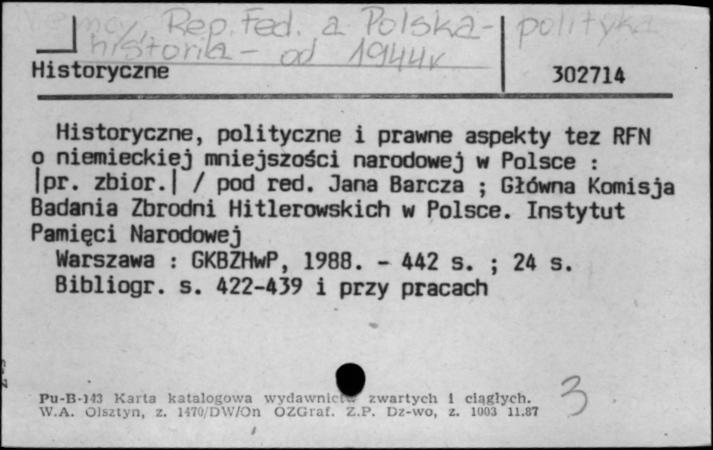 Niemcy, Rep. Fed. a Polska - polityka
historia - od 1944r
Historyczne 302714
Historyczne, polityczne i prawne aspekty tez RFN
o niemieckiej mniejszości narodowej w Polsce :
|pr. zbior.| / pod red. Jana Barcza ; Główna Komisja
Badania Zbrodni Hitlerowskich w Polsce. Instytut
Pamięci Narodowej
Warszawa : GKBZHwP, 1988. - 442 s. ; 24 s.
Bibliogr. s. 422-439 i przy pracach
3
Pu-B-143 Karta katalogowa wydawnictw zwartych i ciągłych.
W.A. Olsztyn, z. 1470/DW/On OZGraf. Z.P. Dz-wo, z. 1003 11.87